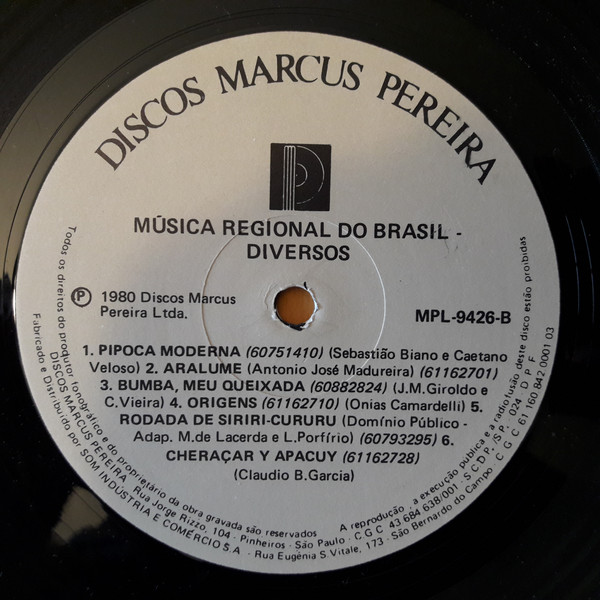 DISCOS MARCUS PEREIRA
MÚSICA REGIONAL DO BRASIL -
DIVERSOS
Ⓟ 1980 Discos Marcus
Pereira Ltda.
MPL-9426-B
1. PIPOCA MODERNA (60751410) (Sebastião Biano e Caetano
Veloso) 2. ARALUME (Antonio José Madureira) (61162701)
3. BUMBA, MEU QUEIXADA (60882824) (J.M.Giroldo e
C.Vieira) 4. ORIGENS (61162710) (Onias Camardelli) 5.
RODADA DE SIRIRI-CURURU (Domínio Público -
Adap. M.de Lacerda e L.Porfírio) (60793295) 6.
CHERAÇAR Y APACUY (61162728)
(Claudio B.Garcia)
Todos os direitos do produtor fonográfico e do proprietário da obra gravada são reservados
A reprodução, a execução pública e a radiofusão deste disco estão proibidas
DISCOS MARCUS PEREIRA - Rua Jorge Rizzo, 104 - Pinheiros - São Paulo - C G C 43 684 638/001 - S C D P. /SP - 024 - D P F
Fabricado e Distribuído por SOM INDÚSTRIA E COMÉRCIO S A - Rua Eugênia S. Vitale, 173 - São Bernardo do Campo - C G C 61 160 842 0001 03